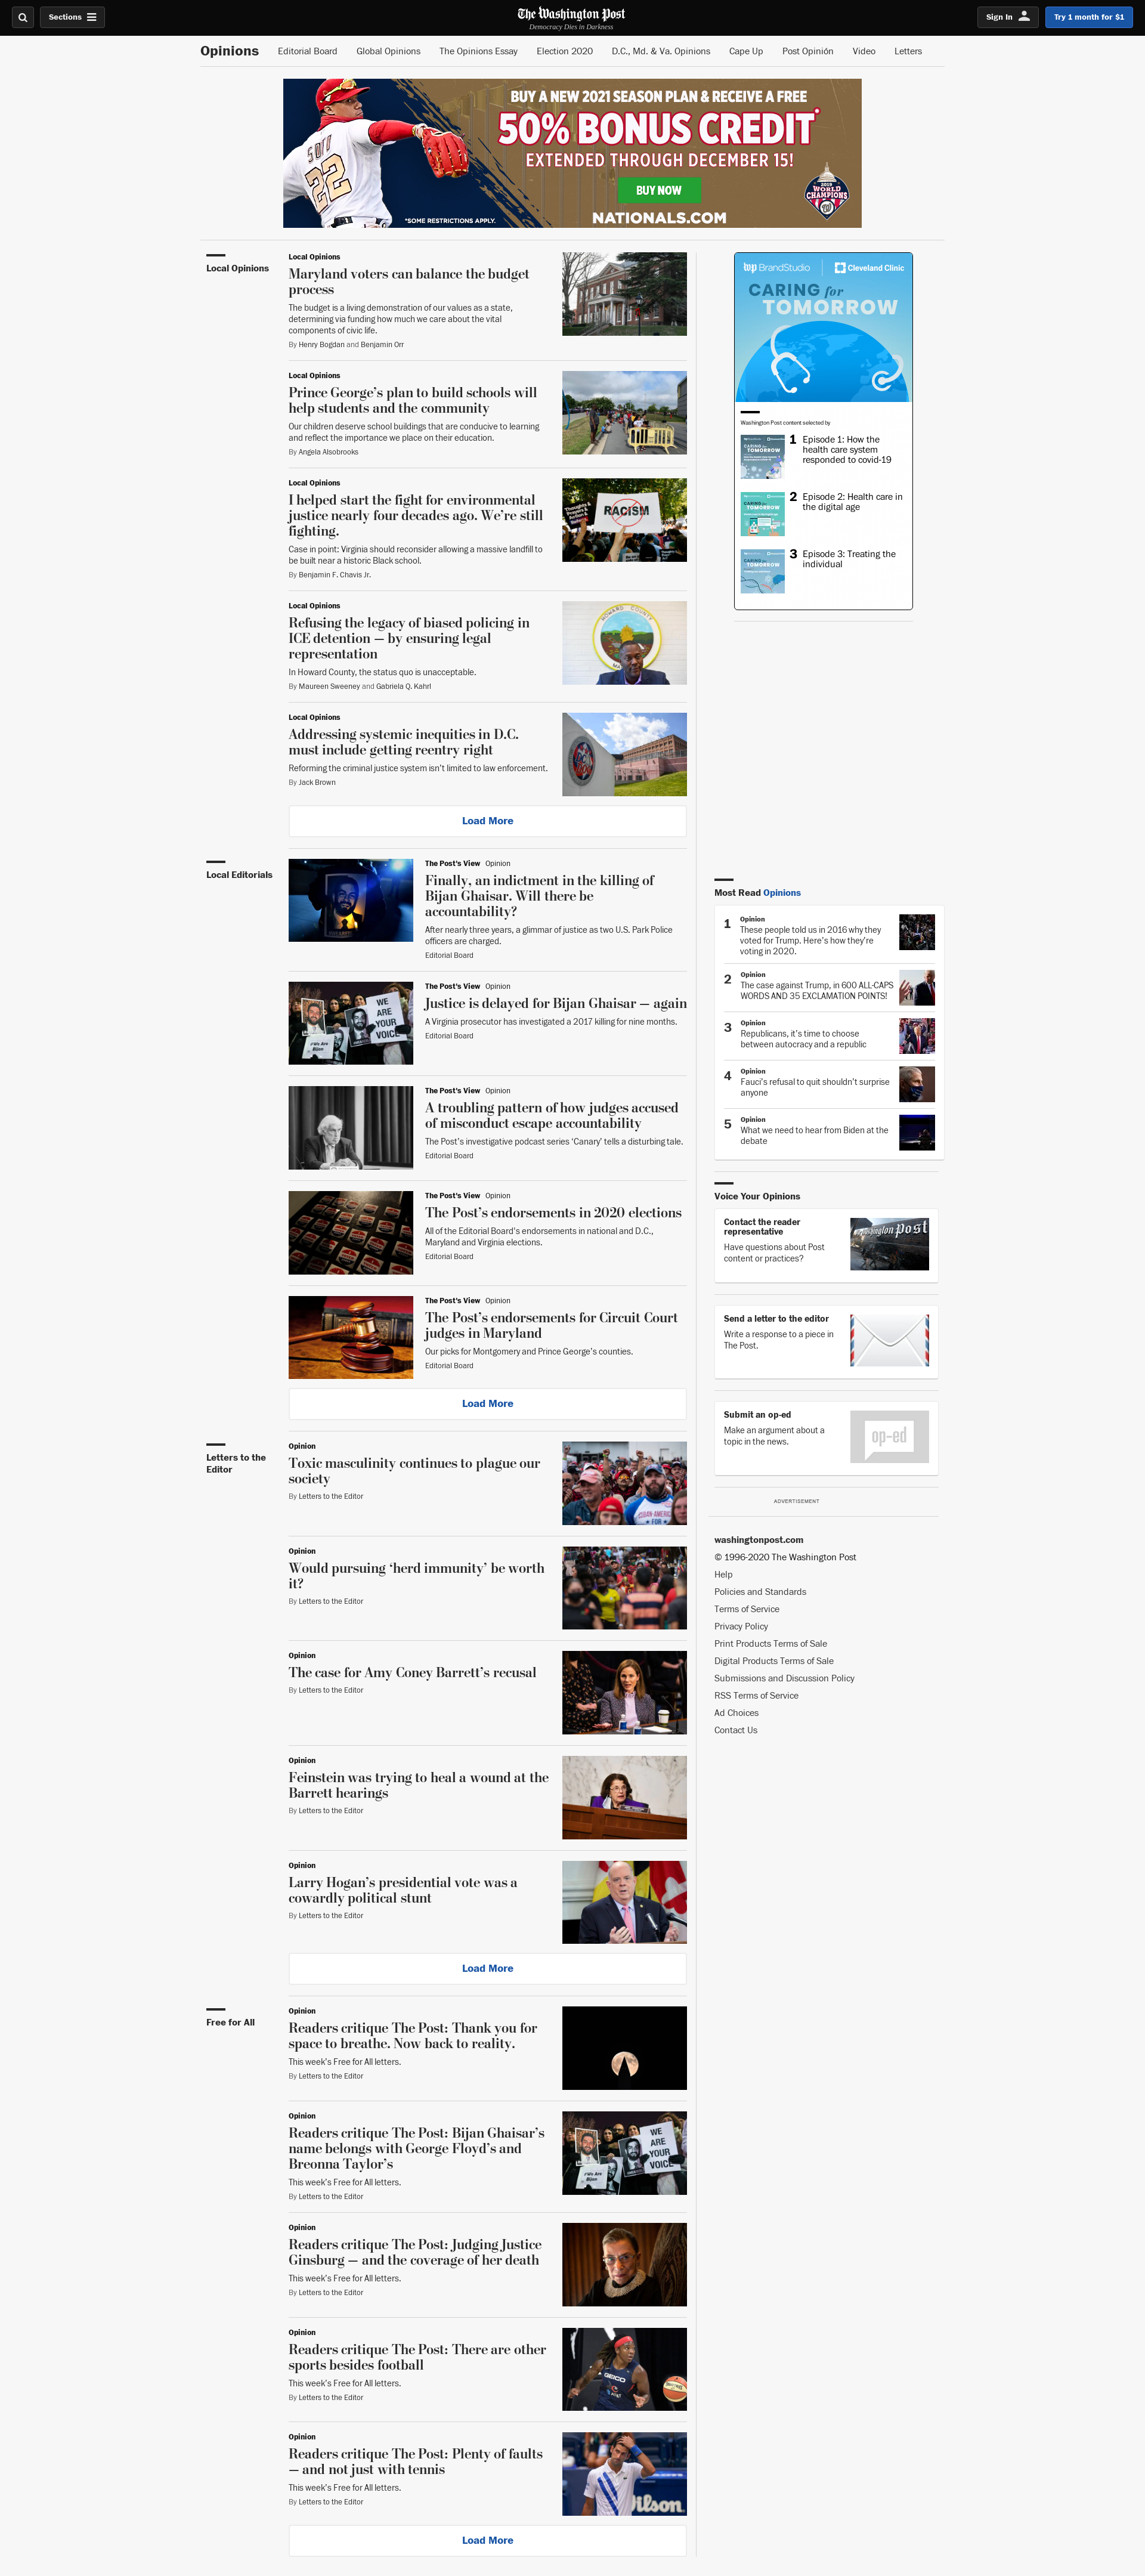 Sections
The Washington Post
Democracy Dies in Darkness
Sign In
Try 1 month for $1
Opinions
Editorial Board
Global Opinions
The Opinions Essay
Election 2020
D.C., Md. & Va. Opinions
Cape Up
Post Opinión
Video
Letters
SOTO
22
BUY A NEW 2021 SEASON PLAN & RECEIVE A FREE
50% BONUS CREDIT*
EXTENDED THROUGH DECEMBER 15!
BUY NOW
*SOME RESTRICTIONS APPLY.
NATIONALS.COM
2019
WORLD
CHAMPIONS
Local Opinions
Local Opinions
Maryland voters can balance the budget
process
The budget is a living demonstration of our values as a state,
determining via funding how much we care about the vital
components of civic life.
By Henry Bogdan and Benjamin Orr
Local Opinions
Prince George's plan to build schools will
help students and the community
Our children deserve school buildings that are conducive to learning
and reflect the importance we place on their education.
By Angela Alsobrooks
Local Opinions
I helped start the fight for environmental
justice nearly four decades ago. We're still
fighting.
Case in point: Virginia should reconsider allowing a massive landfill to
be built near a historic Black school.
By Benjamin F. Chavis Jr.
RACISM
Local Opinions
Refusing the legacy of biased policing in
ICE detention — by ensuring legal
representation
In Howard County, the status quo is unacceptable.
By Maureen Sweeney and Gabriela Q. Kahrl
Local Opinions
Addressing systemic inequities in D.C.
must include getting reentry right
Reforming the criminal justice system isn't limited to law enforcement.
By Jack Brown
Load More
Local Editorials
The Post's View Opinion
Finally, an indictment in the killing of
Bijan Ghaisar. Will there be
accountability?
After nearly three years, a glimmar of justice as two U.S. Park Police
officers are charged.
Editorial Board
WE
ARE
YOUR
VOICE
The Post's View Opinion
Justice is delayed for Bijan Ghaisar — again
A Virginia prosecutor has investigated a 2017 killing for nine months.
Editorial Board
The Post's View Opinion
A troubling pattern of how judges accused
of misconduct escape accountability
The Post's investigative podcast series 'Canary' tells a disturbing tale.
Editorial Board
The Post's View Opinion
The Post's endorsements in 2020 elections
All of the Editorial Board's endorsements in national and D.C.,
Maryland and Virginia elections.
Editorial Board
The Post's View Opinion
The Post's endorsements for Circuit Court
judges in Maryland
Our picks for Montgomery and Prince George's counties.
Editorial Board
Load More
Letters to the
Editor
Opinion
Toxic masculinity continues to plague our
society
By Letters to the Editor
Opinion
Would pursuing 'herd immunity' be worth
it?
By Letters to the Editor
Opinion
The case for Amy Coney Barrett's recusal
By Letters to the Editor
Opinion
Feinstein was trying to heal a wound at the
Barrett hearings
By Letters to the Editor
Opinion
Larry Hogan's presidential vote was a
cowardly political stunt
By Letters to the Editor
Load More
Free for All
Opinion
Readers critique The Post: Thank you for
space to breathe. Now back to reality.
This week's Free for All letters.
By Letters to the Editor
Opinion
Readers critique The Post: Bijan Ghaisar's
name belongs with George Floyd's and
Breonna Taylor's
This week's Free for All letters.
By Letters to the Editor
WE
ARE
YOUR
VOICE
Opinion
Readers critique The Post: Judging Justice
Ginsburg — and the coverage of her death
This week's Free for All letters.
By Letters to the Editor
Opinion
Readers critique The Post: There are other
sports besides football
This week's Free for All letters.
By Letters to the Editor
GEICO
Opinion
Readers critique The Post: Plenty of faults
— and not just with tennis
This week's Free for All letters.
By Letters to the Editor
Wilson
Load More
wp BrandStudio
Cleveland Clinic
CARING for
TOMORROW
Washington Post content selected by
1 Episode 1: How the
health care system
responded to covid-19
2 Episode 2: Health care in
the digital age
3 Episode 3: Treating the
individual
Most Read Opinions
1
Opinion
These people told us in 2016 why they
voted for Trump. Here's how they're
voting in 2020.
2
Opinion
The case against Trump, in 600 ALL-CAPS
WORDS AND 35 EXCLAMATION POINTS!
3
Opinion
Republicans, it's time to choose
between autocracy and a republic
4
Opinion
Fauci's refusal to quit shouldn't surprise
anyone
5
Opinion
What we need to hear from Biden at the
debate
Voice Your Opinions
Contact the reader
representative
Have questions about Post
content or practices?
Send a letter to the editor
Write a response to a piece in
The Post.
Submit an op-ed
Make an argument about a
topic in the news.
op-ed
ADVERTISEMENT
washingtonpost.com
© 1996-2020 The Washington Post
Help
Policies and Standards
Terms of Service
Privacy Policy
Print Products Terms of Sale
Digital Products Terms of Sale
Submissions and Discussion Policy
RSS Terms of Service
Ad Choices
Contact Us